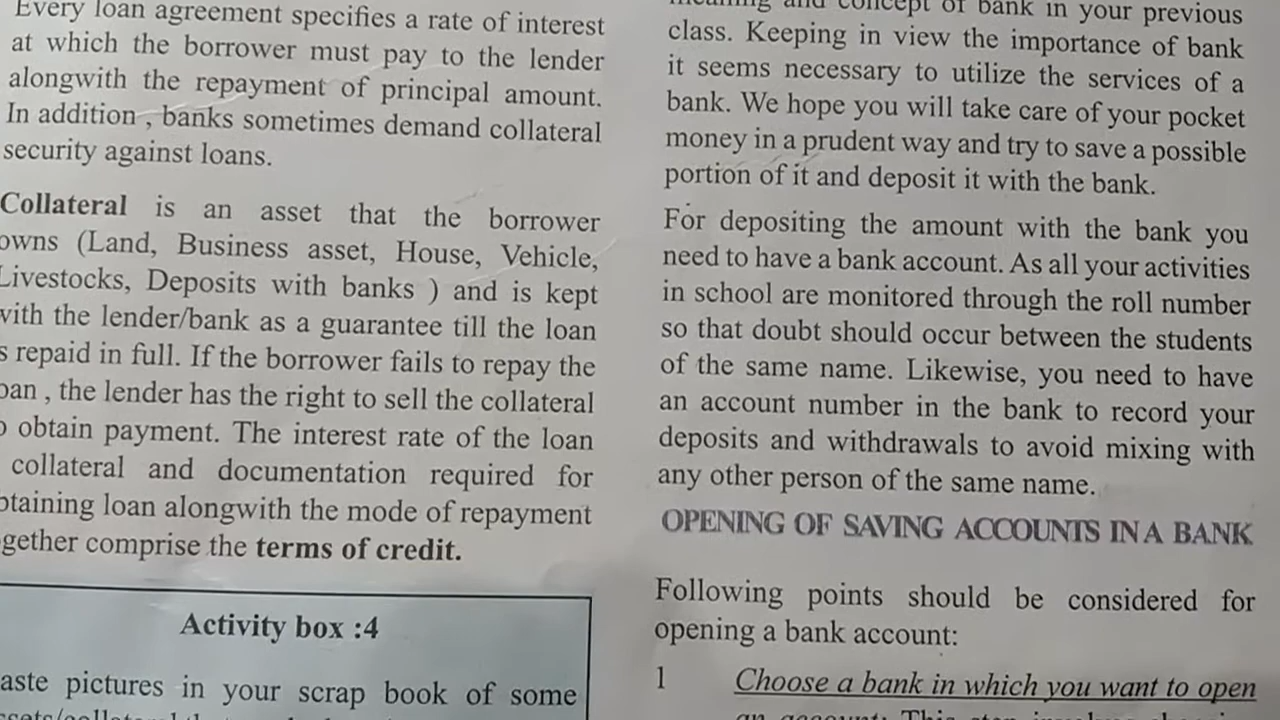 Every loan agreement specifies a rate of interest
at which the borrower must pay to the lender
alongwith the repayment of principal amount.
In addition , banks sometimes demand collateral
security against loans.
Collateral is an asset that the borrower
owns (Land, Business asset, House, Vehicle,
Livestocks, Deposits with banks ) and is kept
with the lender/bank as a guarantee till the loan
s repaid in full. If the borrower fails to repay the
oan , the lender has the right to sell the collateral
o obtain payment. The interest rate of the loan
collateral and documentation required for
btaining loan alongwith the mode of repayment
gether comprise the terms of credit.
Activity box :4
aste pictures in your scrap book of some
meaning and concept of bank in your previous
class. Keeping in view the importance of bank
it seems necessary to utilize the services of a
bank. We hope you will take care of your pocket
money in a prudent way and try to save a possible
portion of it and deposit it with the bank.
For depositing the amount with the bank you
need to have a bank account. As all your activities
in school are monitored through the roll number
so that doubt should occur between the students
of the same name. Likewise, you need to have
an account number in the bank to record your
deposits and withdrawals to avoid mixing with
any other person of the same name.
OPENING OF SAVING ACCOUNTS IN A BANK
Following points should be considered for
opening a bank account:
1 Choose a bank in which you want to open